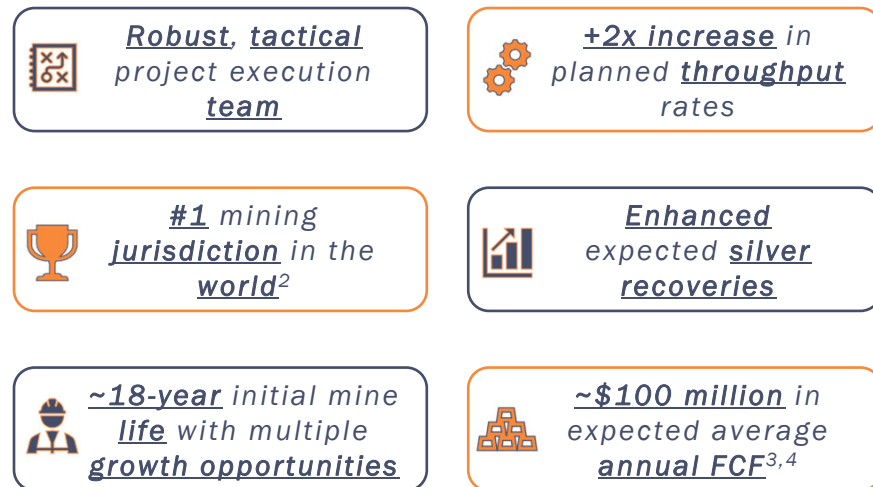 Robust, tactical
project execution
team
+2x increase in
planned throughput
rates
#1 mining
jurisdiction in the
world2
Enhanced
expected silver
recoveries
~18-year initial mine
life with multiple
growth opportunities
~$100 million in
expected average
annual FCF3,4